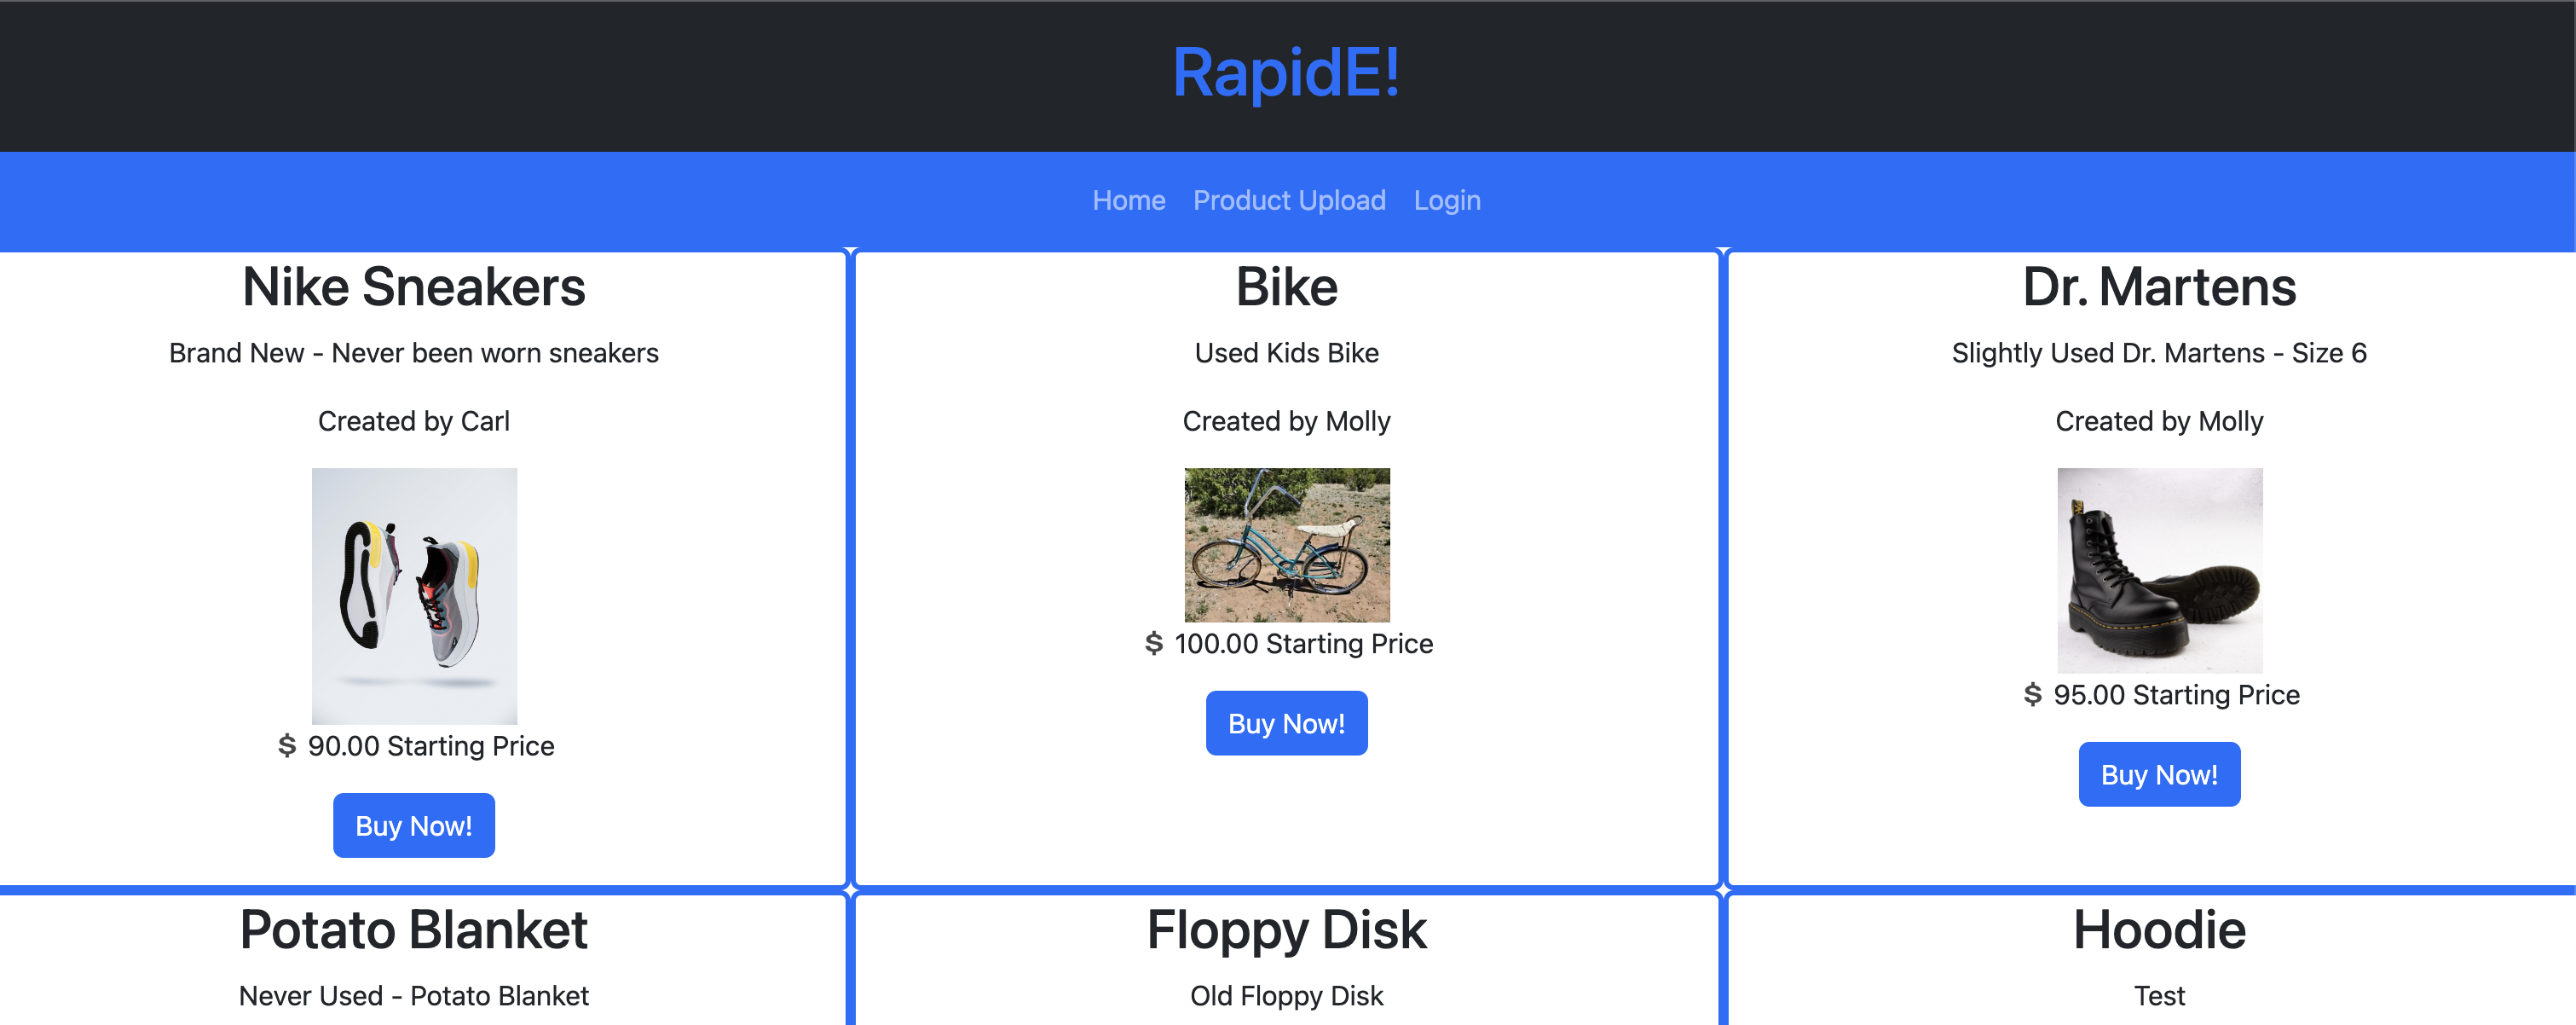 RapidE!
Home Product Upload Login
Nike Sneakers
Brand New - Never been worn sneakers
Created by Carl
$ 90.00 Starting Price
Buy Now!
Bike
Used Kids Bike
Created by Molly
$ 100.00 Starting Price
Buy Now!
Dr. Martens
Slightly Used Dr. Martens - Size 6
Created by Molly
$ 95.00 Starting Price
Buy Now!
Potato Blanket
Never Used - Potato Blanket
Floppy Disk
Old Floppy Disk
Hoodie
Test